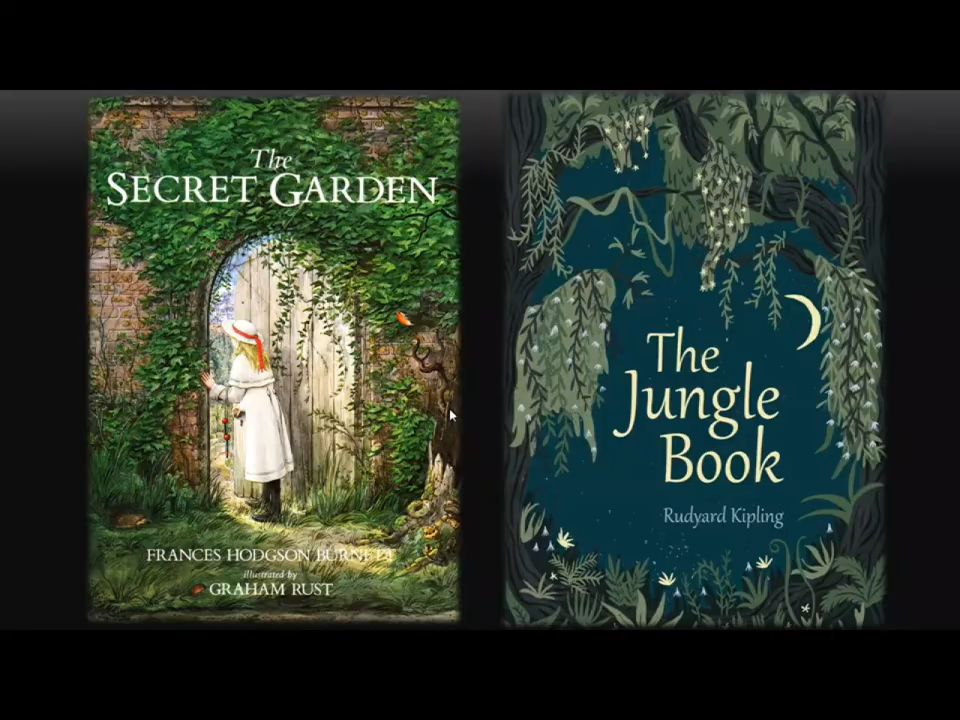 The
SECRET GARDEN
FRANCES HODGSON BURNETT
illustrated by
GRAHAM RUST
The
Jungle
Book
Rudyard Kipling